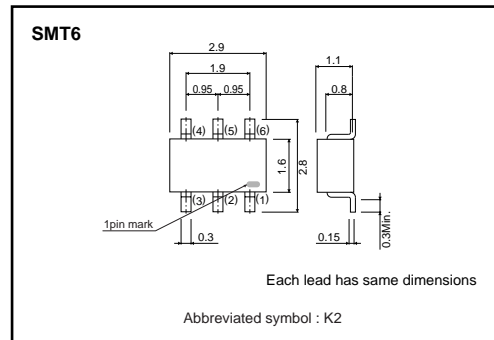 SMT6
2.9
1.9
1.1
0.95 0.95
0.8
(4) (5) (6)
1.6
2.8
(3) (2) (1)
1pin mark
0.3
0.15
0.3Min.
Each lead has same dimensions
Abbreviated symbol : K2